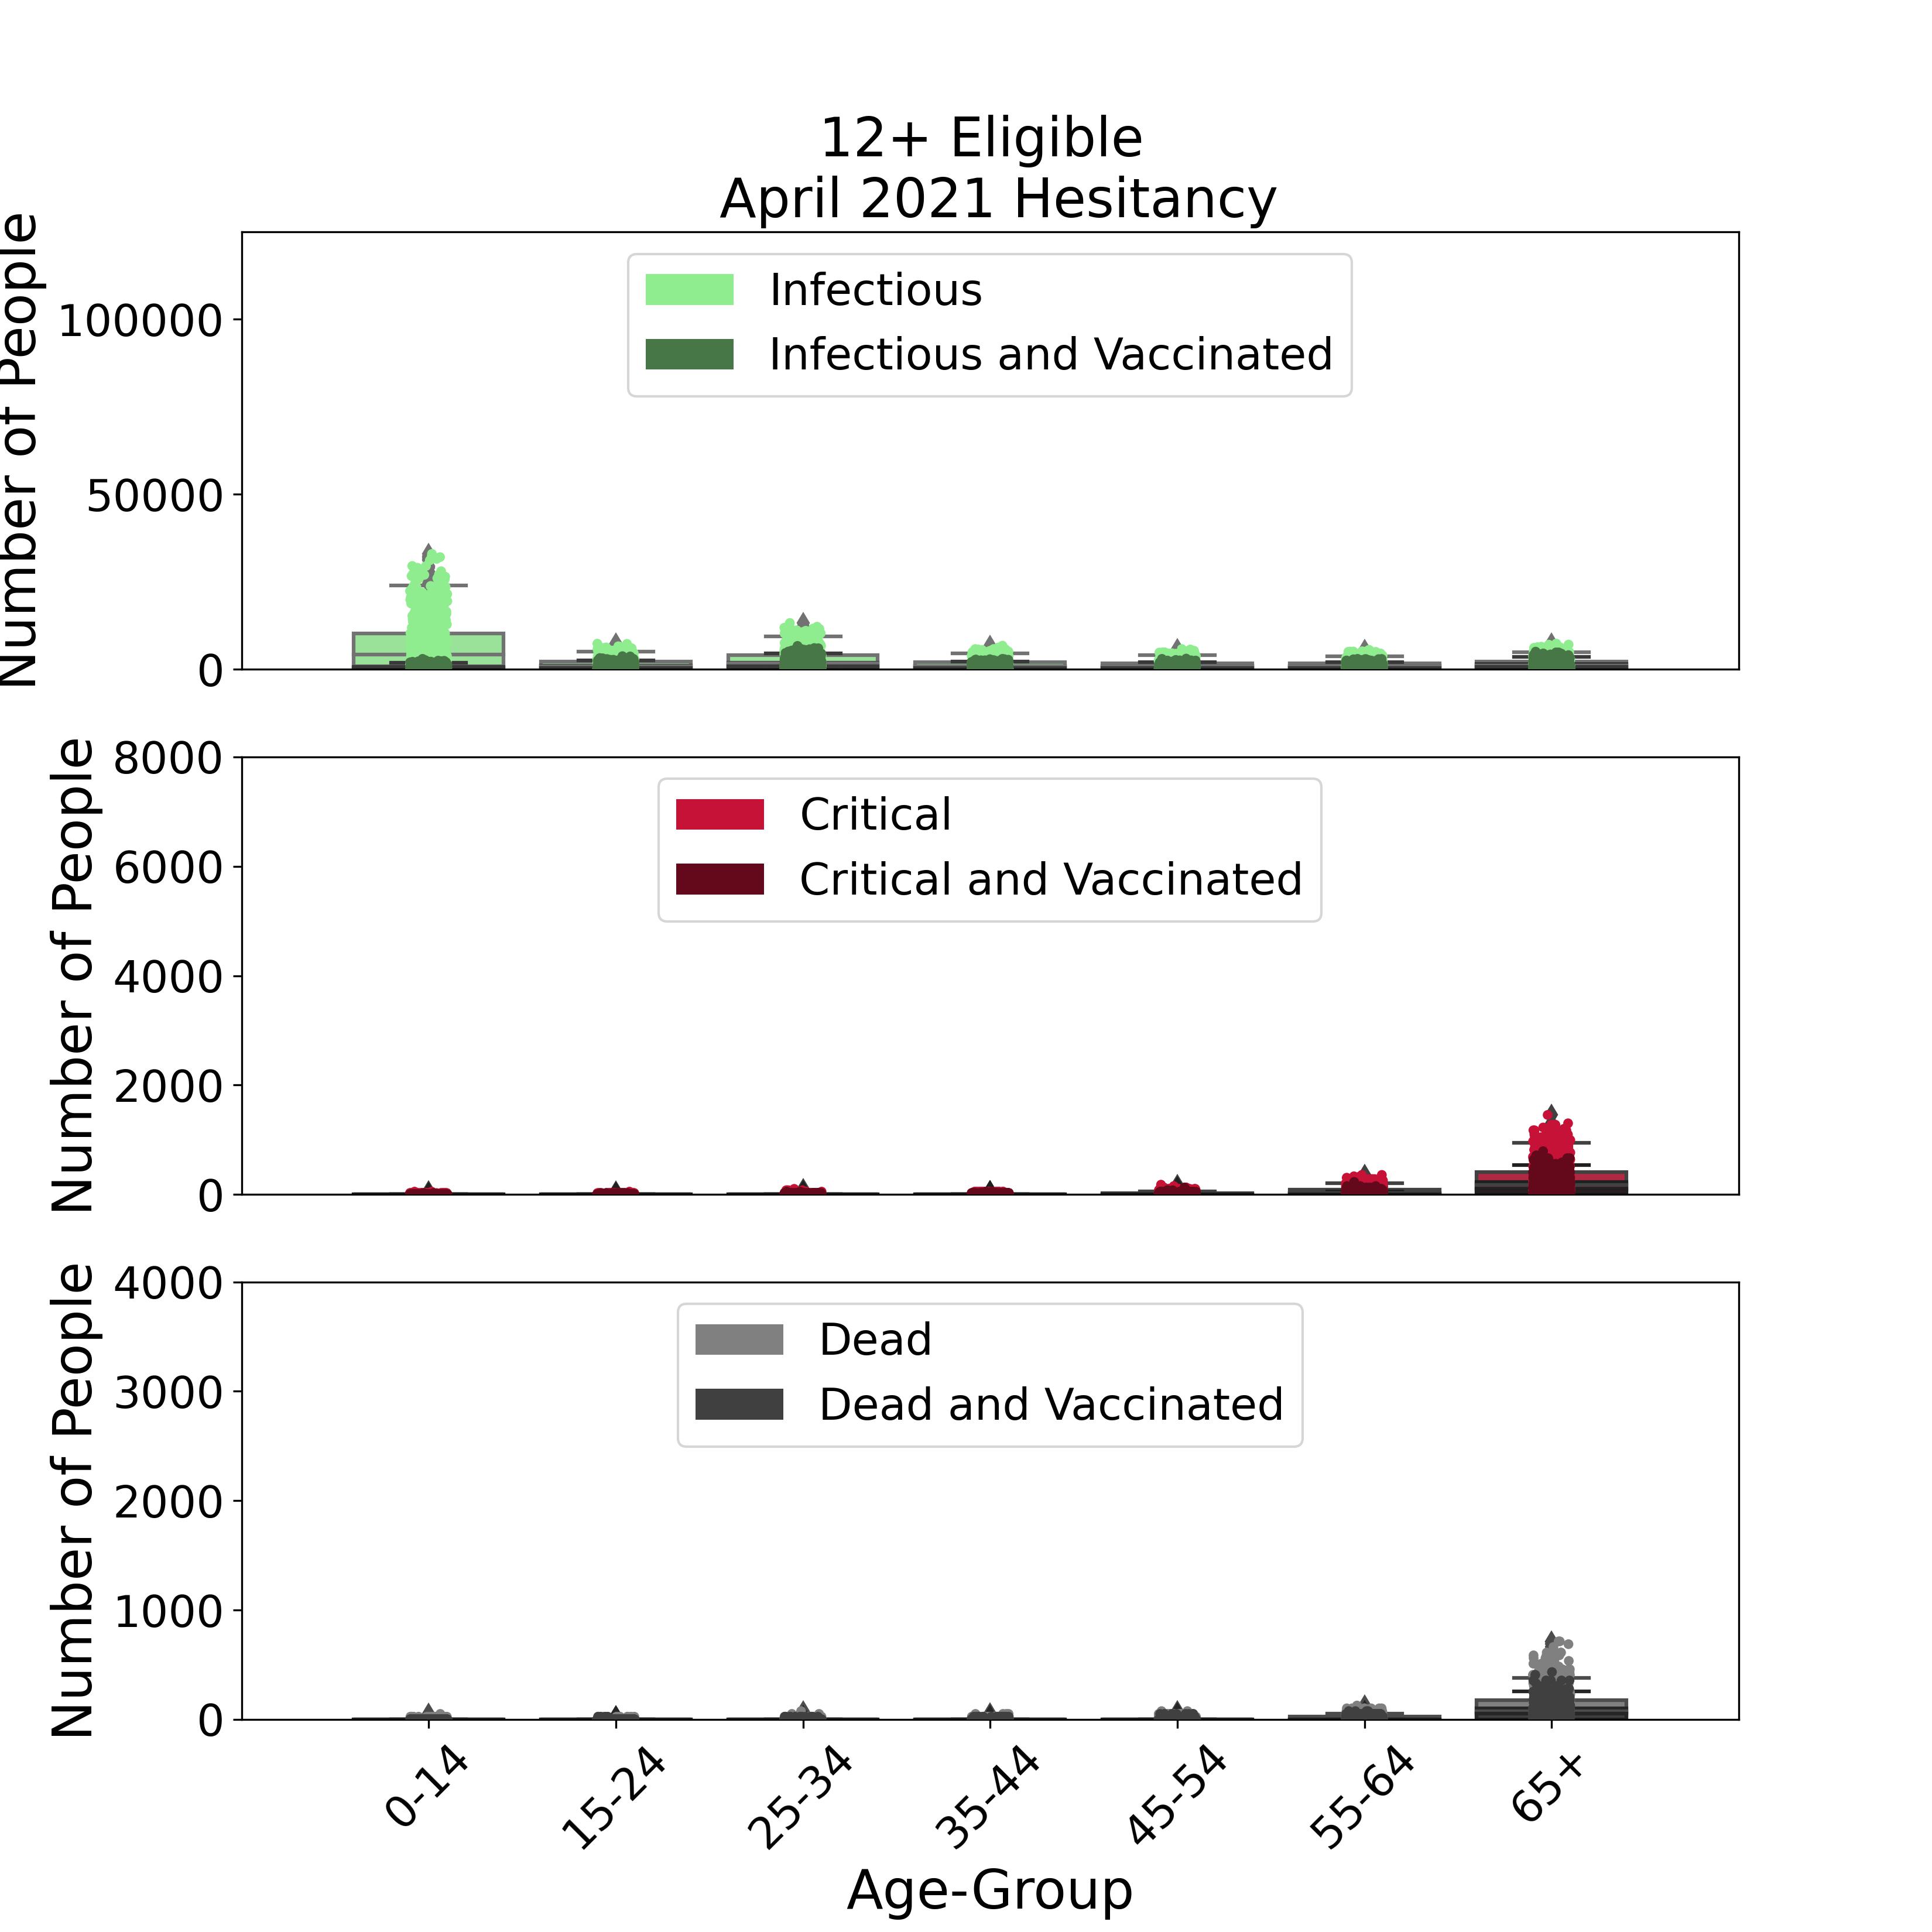 12+ Eligible
April 2021 Hesitancy
Number of People
100000
50000
0
Infectious
Infectious and Vaccinated
Number of People
8000
6000
4000
2000
0
Critical
Critical and Vaccinated
Number of People
4000
3000
2000
1000
0
Dead
Dead and Vaccinated
0-14
15-24
25-34
35-44
45-54
55-64
65+
Age-Group